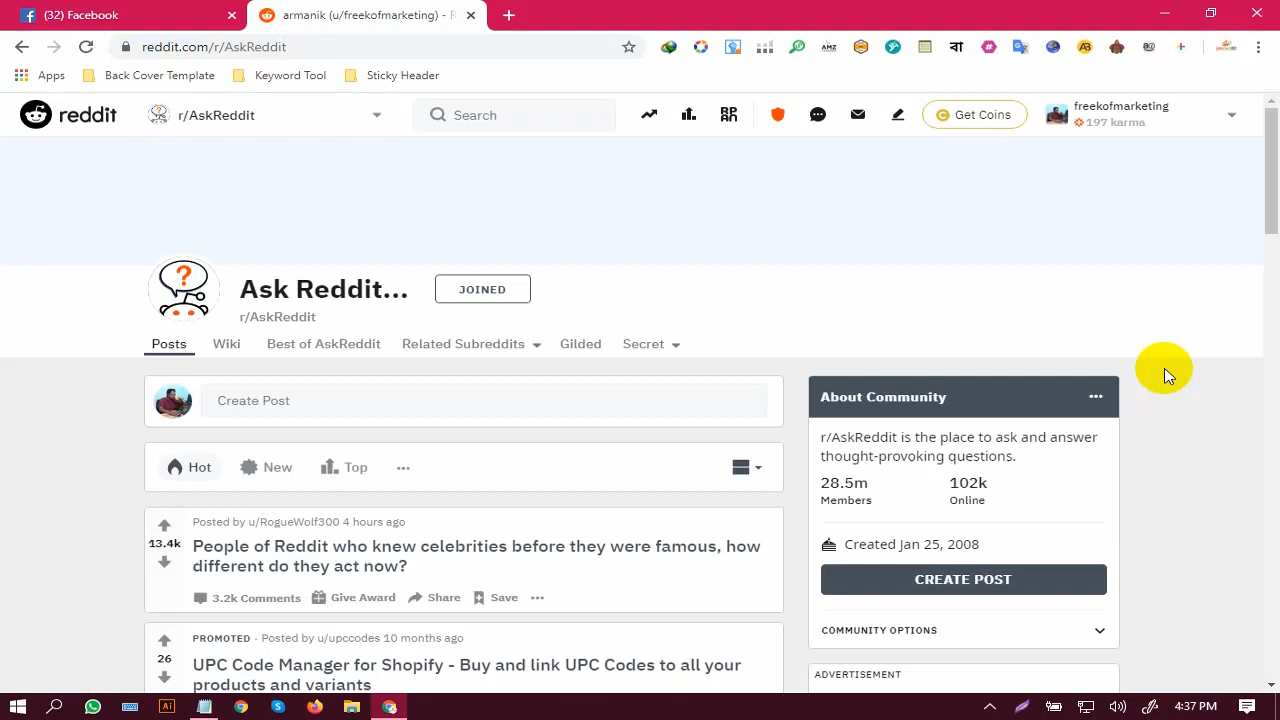 (32) Facebook
armanik (u/freekofmarketing) - R
reddit.com/r/AskReddit
Apps
Back Cover Template
Keyword Tool
Sticky Header
reddit
r/AskReddit
Search
Get Coins
freekofmarketing
197 karma
Ask Reddit...
JOINED
r/AskReddit
Posts
Wiki
Best of AskReddit
Related Subreddits
Gilded
Secret
Create Post
Hot
New
Top
Posted by u/RogueWolf300 4 hours ago
13.4k
People of Reddit who knew celebrities before they were famous, how
different do they act now?
3.2k Comments
Give Award
Share
Save
PROMOTED · Posted by u/upccodes 10 months ago
26
UPC Code Manager for Shopify - Buy and link UPC Codes to all your
products and variants
About Community
r/AskReddit is the place to ask and answer
thought-provoking questions.
28.5m
102k
Members
Online
Created Jan 25, 2008
CREATE POST
COMMUNITY OPTIONS
ADVERTISEMENT
4:37 PM